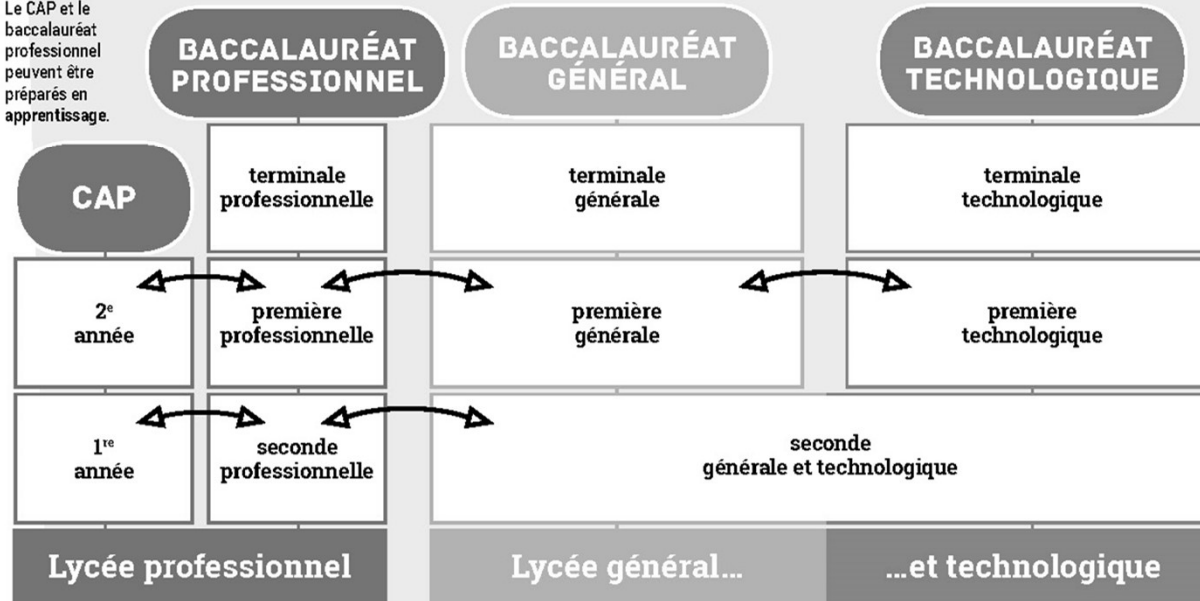 Le CAP et le
baccalauréat
professionnel
peuvent être
préparés en
apprentissage.
BACCALAURÉAT
PROFESSIONNEL
BACCALAURÉAT
GÉNÉRAL
BACCALAURÉAT
TECHNOLOGIQUE
CAP
terminale
professionnelle
terminale
générale
terminale
technologique
2e
année
première
professionnelle
première
générale
première
technologique
1re
année
seconde
professionnelle
seconde
générale et technologique
Lycée professionnel
Lycée général...
...et technologique